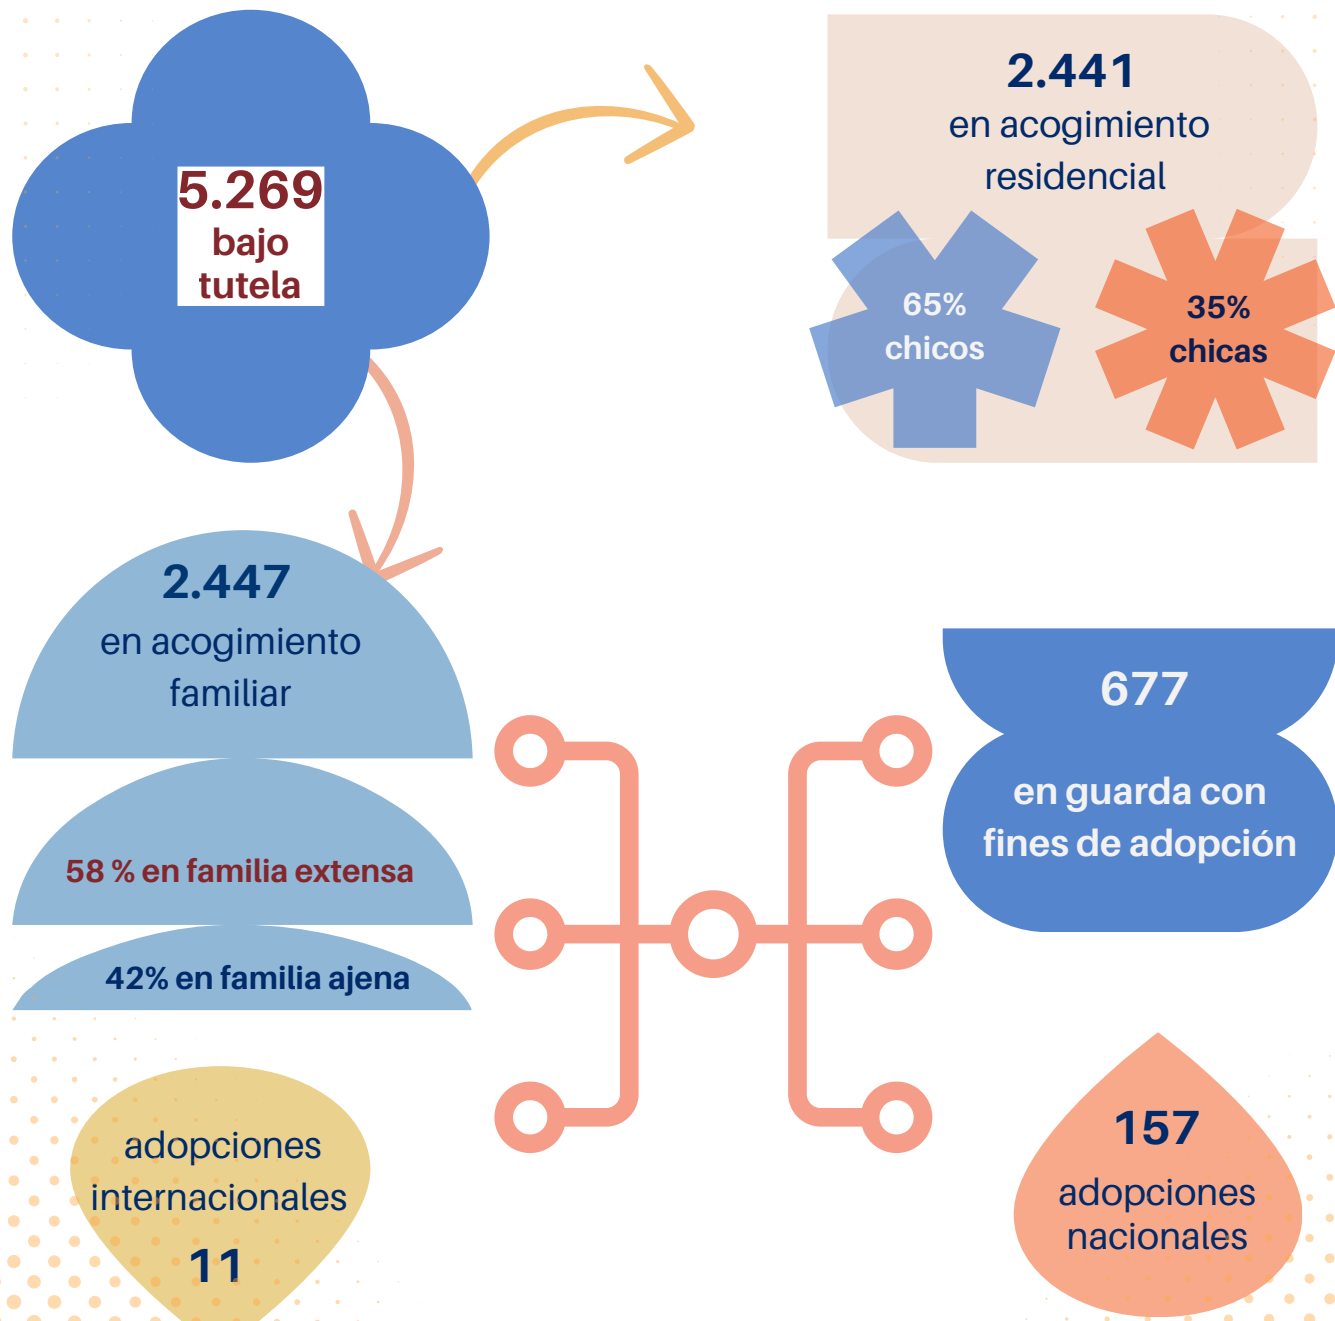 5.269
bajo
tutela
2.441
en acogimiento
residencial
65%
chicos
35%
chicas
2.447
en acogimiento
familiar
58 % en familia extensa
42% en familia ajena
677
en guarda con
fines de adopción
adopciones
internacionales
11
157
adopciones
nacionales